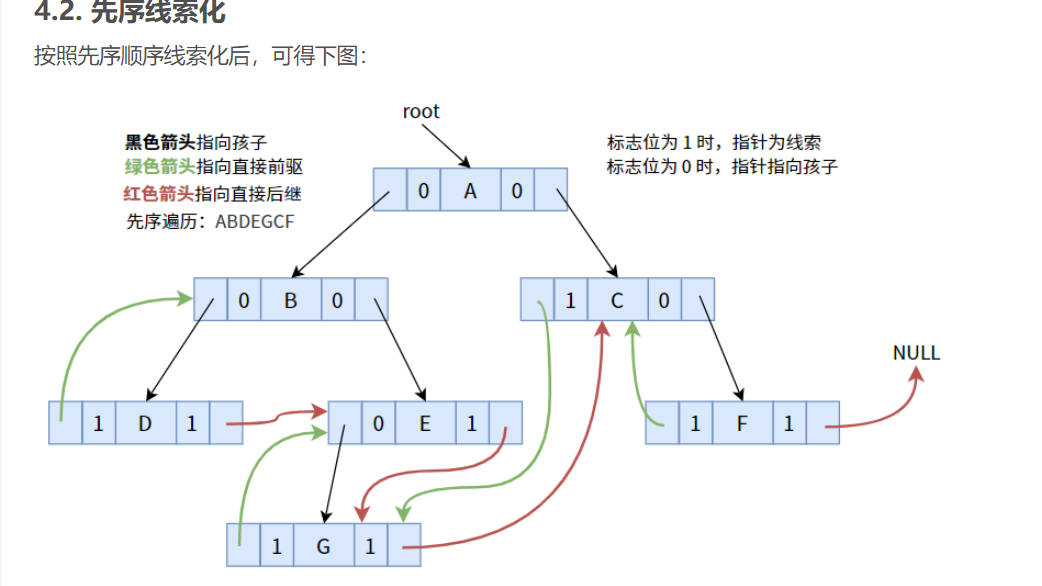 4.2. 先序线索化
按照先序顺序线索化后，可得下图：
root
黑色箭头指向孩子
绿色箭头指向直接前驱
红色箭头指向直接后继
先序遍历：ABDEGCF
标志位为 1 时，指针为线索
标志位为 0 时，指针指向孩子
0 A 0
0 B 0
1 C 0
NULL
1 D 1
0 E 1
1 F 1
1 G 1